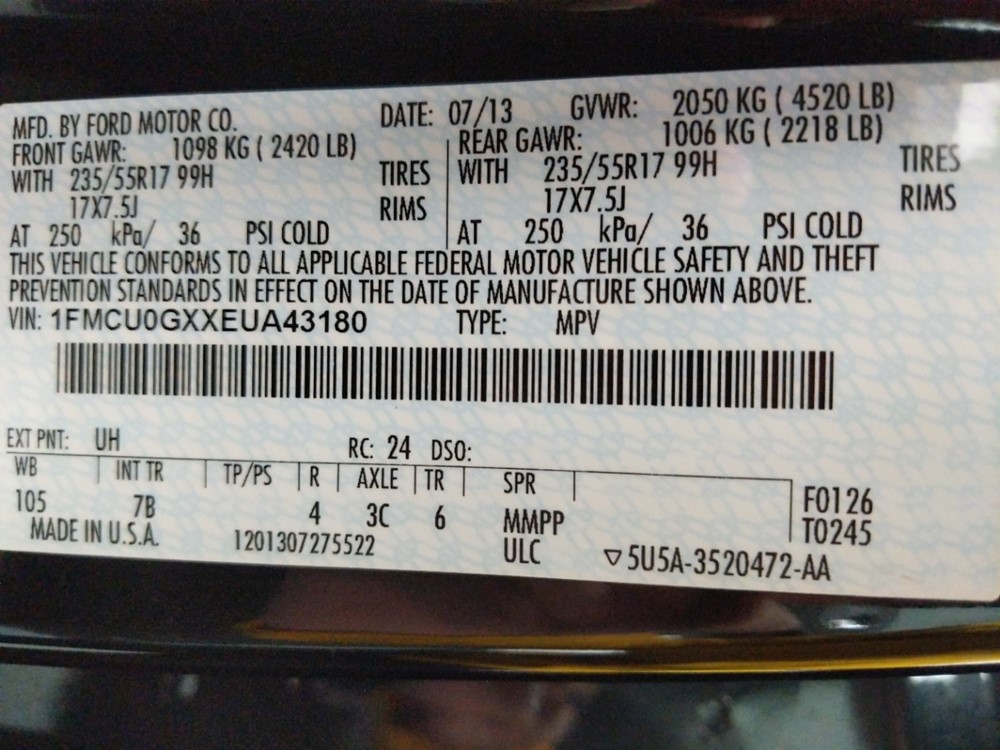 MFD. BY FORD MOTOR CO. DATE: 07/13 GVWR: 2050 KG ( 4520 LB)
FRONT GAWR: 1098 KG ( 2420 LB) REAR GAWR: 1006 KG ( 2218 LB)
WITH 235/55R17 99H TIRES WITH 235/55R17 99H TIRES
17X7.5J RIMS 17X7.5J RIMS
AT 250 kPa/ 36 PSI COLD AT 250 kPa/ 36 PSI COLD
THIS VEHICLE CONFORMS TO ALL APPLICABLE FEDERAL MOTOR VEHICLE SAFETY AND THEFT
PREVENTION STANDARDS IN EFFECT ON THE DATE OF MANUFACTURE SHOWN ABOVE.
VIN: 1FMCU0GXXEUA43180 TYPE: MPV
EXT PNT: UH RC: 24 DSO:
WB INT TR TP/PS R AXLE TR SPR
105 7B 4 3C 6 MMPP F0126
MADE IN U.S.A. 1201307275522 ULC T0245
▽5U5A-3520472-AA